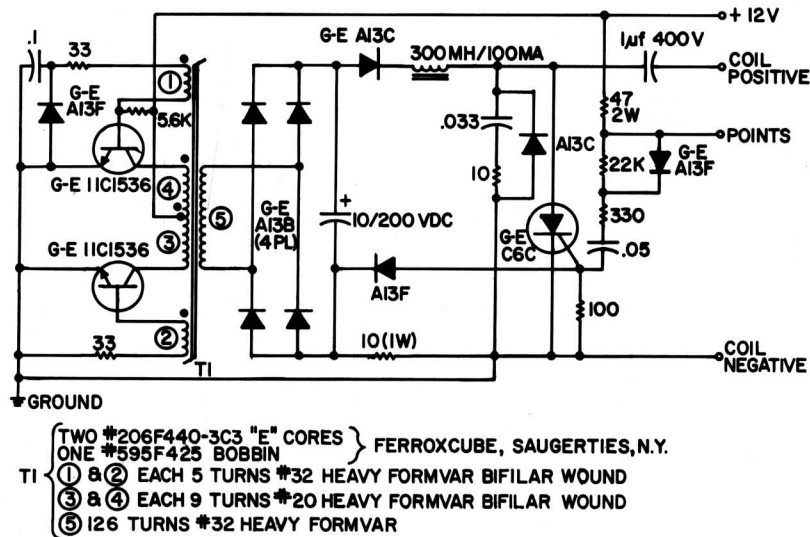 + 12V
.1
33
G-E A13C
300 MH/100MA
1µf 400V
COIL
POSITIVE
①
G-E
A13F
5.6K
.033
A13C
47
2W
POINTS
G-E 11C1536
④
22K
G-E
A13F
10
⑤
G-E
A13B
(4 PL)
+
10/200 VDC
③
330
G-E 11C1536
G-E
C6C
.05
A13F
100
33
②
10(1W)
T1
COIL
NEGATIVE
GROUND
T1
TWO #206F440-3C3 "E" CORES
ONE #595F425 BOBBIN
FERROXCUBE, SAUGERTIES, N.Y.
① & ② EACH 5 TURNS #32 HEAVY FORMVAR BIFILAR WOUND
③ & ④ EACH 9 TURNS #20 HEAVY FORMVAR BIFILAR WOUND
⑤ 126 TURNS #32 HEAVY FORMVAR